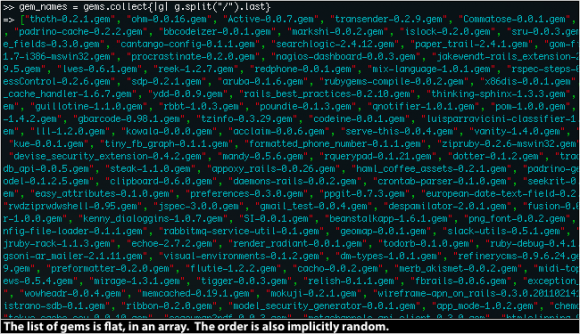 >> gem_names = gems.collect{|g| g.split("/").last}
=> ["thoth-0.2.1.gem", "ohm-0.0.16.gem", "Active-0.0.7.gem", "transender-0.2.9.gem", "Commatose-0.0.1.gem",
"padrino-cache-0.2.2.gem", "bbcodeizer-0.0.1.gem", "markshi-0.0.2.gem", "islock-0.2.0.gem", "sru-0.0.3.g
e_fields-0.3.0.gem", "cantango-config-0.1.1.gem", "searchlogic-2.4.12.gem", "paper_trail-2.4.1.gem",
1.7-i386-mswin32.gem", "procrastinate-0.2.0.gem", "nagios-dashboard-0.0.3.gem", "jakewendt-rails_extension-
9.5.gem", "lwes-0.6.1.gem", "reek-1.2.7.gem", "redphone-0.0.1.gem", "mix-language-1.0.1.gem", "rspec-steps-
essControl-0.2.6.gem", "sdp-0.2.1.gem", "aruba-0.1.6.gem", "rubygems-compile-0.0.2.gem", "x86dis-0.0.1.ge
_cache_handler-1.6.7.gem", "ydd-0.0.9.gem", "rails_best_practices-0.2.10.gem", "thinking-sphinx-1.3.3.gem",
"guillotine-1.1.0.gem", "rbbt-1.0.3.gem", "poundie-0.1.3.gem", "qnotifier-1.0.1.gem", "pom-1.0.0.gem",
-1.4.2.gem", "gbarcode-0.98.1.gem", "tzinfo-0.3.29.gem", "codeine-0.0.1.gem", "luisparravicini-classifier-1
em", "lll-1.2.0.gem", "kowala-0.0.0.gem", "acclaim-0.0.6.gem", "serve-this-0.0.4.gem", "vanity-1.4.0.gem",
"kue-0.0.1.gem", "tiny_fb_graph-0.1.1.gem", "formatted_phone_number-0.1.1.gem", "zipruby-0.2.6-mswin32.gem",
"devise_security_extension-0.4.2.gem", "mandy-0.5.6.gem", "rquerypad-0.1.21.gem", "dotter-0.1.2.gem", "trac
db_api-0.0.5.gem", "steak-1.1.0.gem", "appoxy_rails-0.0.26.gem", "haml_coffee_assets-0.2.1.gem", "padrino-g
odel-0.1.2.5.gem", "clipboard-0.6.0.gem", "daemons-rails-0.0.2.gem", "crontab-parser-0.1.0.gem", "seekrit-0
em", "easy_attributes-0.1.0.gem", "preferences-0.3.1.gem", "ppgit-0.7.3.gem", "european-date-text-field-0.2
"rwdziprwdwshell-0.95.gem", "jspec-3.0.0.gem", "gmail_test-0.0.4.gem", "despamilator-2.0.1.gem", "fusion-0.
r-1.0.0.gem", "kenny_dialoggins-1.0.7.gem", "SI-0.0.1.gem", "beanstalkapp-1.6.1.gem", "png_font-0.0.2.gem",
nfig-file-loader-0.1.1.gem", "rabbitmq-service-util-0.1.gem", "geomap-0.0.1.gem", "slack-utils-0.5.1.gem",
jruby-rack-1.1.3.gem", "echoe-2.7.2.gem", "render_radiant-0.0.1.gem", "todarb-0.1.0.gem", "ruby-debug-0.4.
gsoni-ar_mailer-2.1.11.gem", "visual-environments-0.1.2.gem", "dm-types-1.0.1.gem", "refinerycms-0.9.6.24.g
9.gem", "preformatter-0.2.0.gem", "flutie-1.2.2.gem", "cacho-0.0.2.gem", "merb_akismet-0.0.2.gem", "midi-top
evs-0.5.4.gem", "mirage-1.3.1.gem", "tigger-0.0.3.gem", "relish-0.1.1.gem", "fbrails-0.0.6.gem", "exception_
"vowheadr-0.0.4.gem", "memcached-0.19.1.gem", "mokuji-0.2.1.gem", "wireframe-apn_on_rails-0.3.0.20110214
istrano-sdb-0.1.0.gem", "ribbon-0.2.0.gem", "model_security_generator-0.0.1.gem", "app_mode-1.0.2.gem",
The list of gems is flat, in an array. The order is also implicitly random.